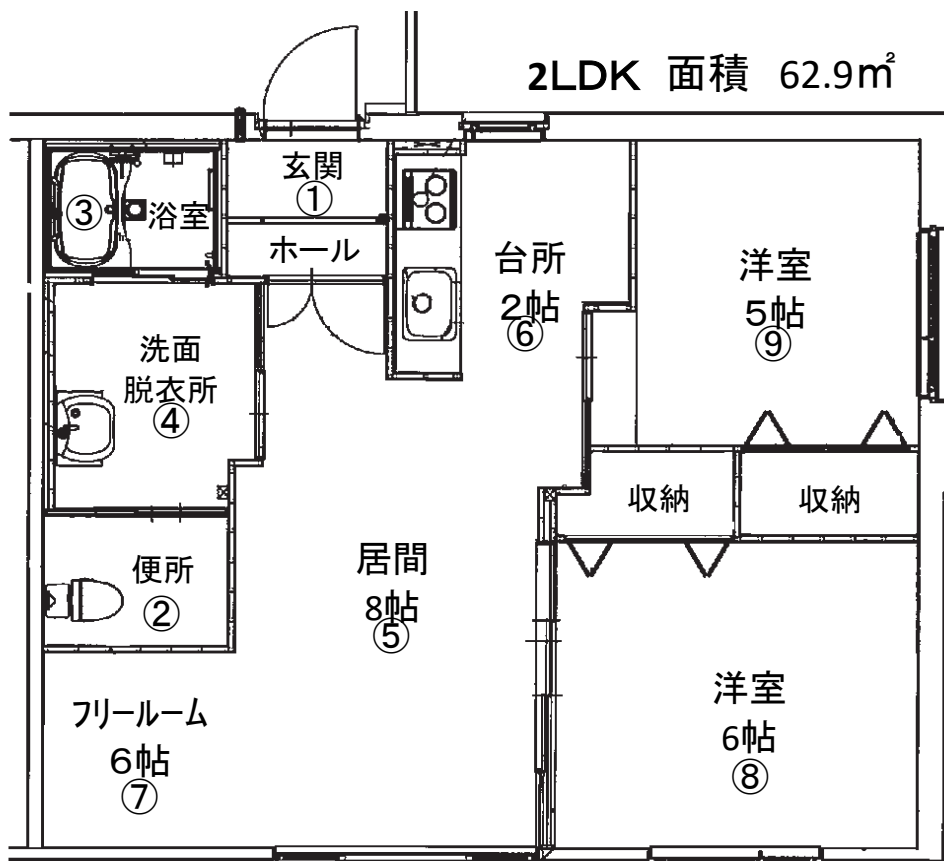 2LDK 面積 62.9㎡
玄関
①
③
浴室
ホール
台所
2帖
⑥
洋室
5帖
⑨
洗面
脱衣所
④
収納
収納
便所
②
居間
8帖
⑤
フリールーム
6帖
⑦
洋室
6帖
⑧